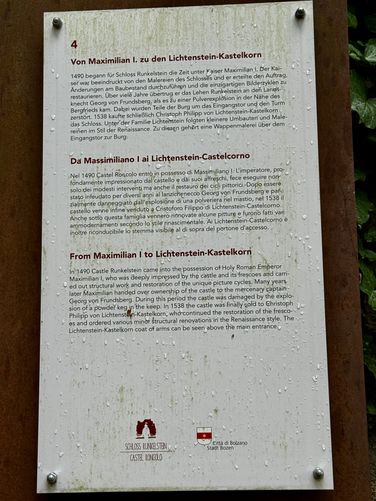 4
Von Maximilian I. zu den Lichtenstein-Kastelkorn
1490 begann für Schloss Runkelstein die Zeit unter Kaiser Maximilian I. Der Kai-
ser war beeindruckt von den Malereien des Schlosses und er erteilte den Auftrag,
Änderungen am Baubestand durchzuführen und die einzigartigen Bilderzyklen zu
restaurieren. Über viele Jahre übertrug er das Lehen Runkelstein an den Lands-
knecht Georg von Frundsberg, als es zu einer Pulverexplosion in der Nähe des
Bergfrieds kam. Dabei wurden Teile der Burg um des Eingangstor und den Turm
zerstört. 1538 kaufte schließlich Christoph Philipp von Lichtenstein-Kastelkorn
das Schloss. Unter der Familie Lichtenstein folgten kleinere Umbauten und Male-
reien im Stil der Renaissance. Zu diesen gehört eine Wappenmalerei über dem
Eingangstor zur Burg.
Da Massimiliano I ai Lichtenstein-Castelcorno
Nel 1490 Castel Roncolo entrò in possesso di Massimiliano I. L'imperatore, pro-
fondamente impressionato dal castello e dai suoi affreschi, fece eseguire non
solo dei modesti interventi ma anche il restauro dei cicli pittorici. Dopo essere
stato infeudato per diversi anni al lanzichenecco Georg von Frundsberg e parz-
ialmente danneggiato dall'esplosione di una polveriera nel mastio, nel 1538 il
castello venne infine venduto a Cristoforo Filippo di Lichtenstein-Castelcorno.
Anche sotto questa famiglia vennero rinnovate alcune pitture e furono fatti vari
ammodernamenti secondo lo stile rinascimentale. Ai Lichtenstein-Castelcorno è
inoltre riconducibile lo stemma visibile al di sopra del portone d'accesso.
From Maximilian I to Lichtenstein-Kastelkorn
In 1490 Castle Runkelstein came into the possession of Holy Roman Emperor
Maximilian I, who was deeply impressed by the castle and its frescoes and carri-
ed out structural work and restoration of the unique picture cycles. Many years
later Maximilian handed over ownership of the castle to the mercenary captain
Georg von Frundsberg. During this period the castle was damaged by the explo-
sion of a powder keg in the keep. In 1538 the castle was finally sold to Christoph
Philipp von Lichtenstein-Kastelkorn, who continued the restoration of the fresco-
es and ordered various minor structural renovations in the Renaissance style. The
Lichtenstein-Kastelkorn coat of arms can be seen above the main entrance.
SCHLOSS RUNKELSTEIN
CASTEL RONCOLO
Città di Bolzano
Stadt Bozen